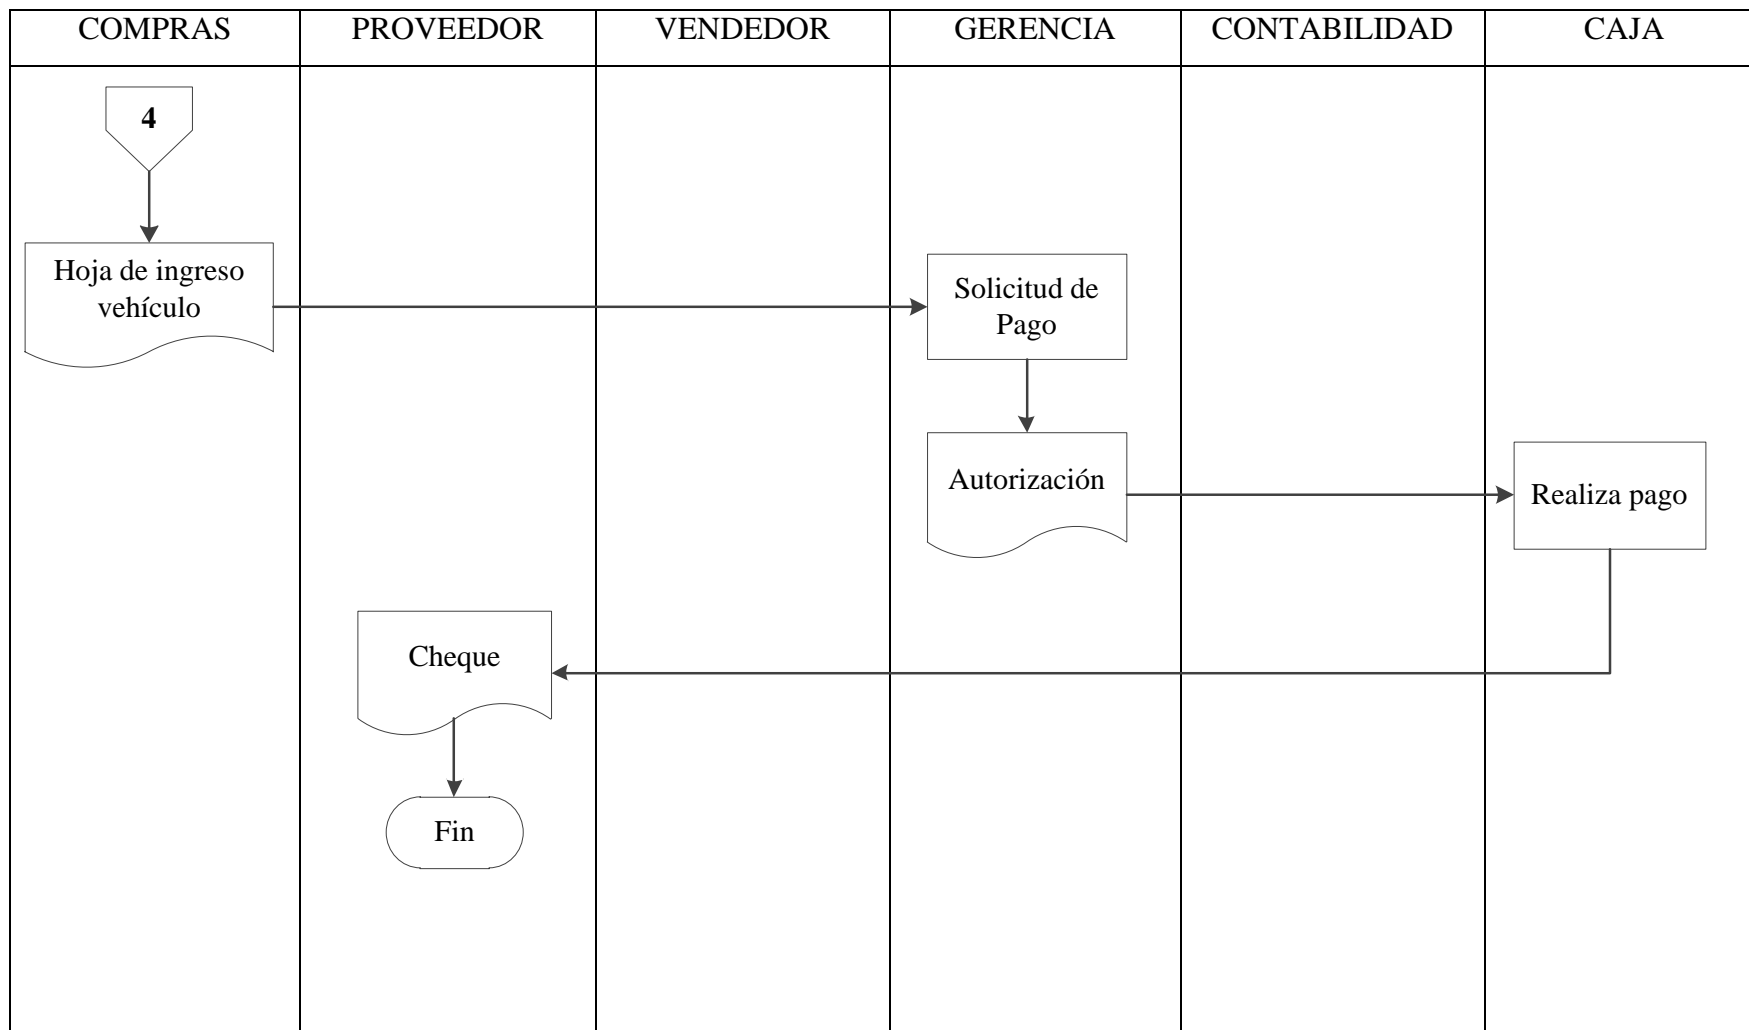 COMPRAS
PROVEEDOR
VENDEDOR
GERENCIA
CONTABILIDAD
CAJA
4
Hoja de ingreso
vehículo
Solicitud de
Pago
Autorización
Realiza pago
Cheque
Fin